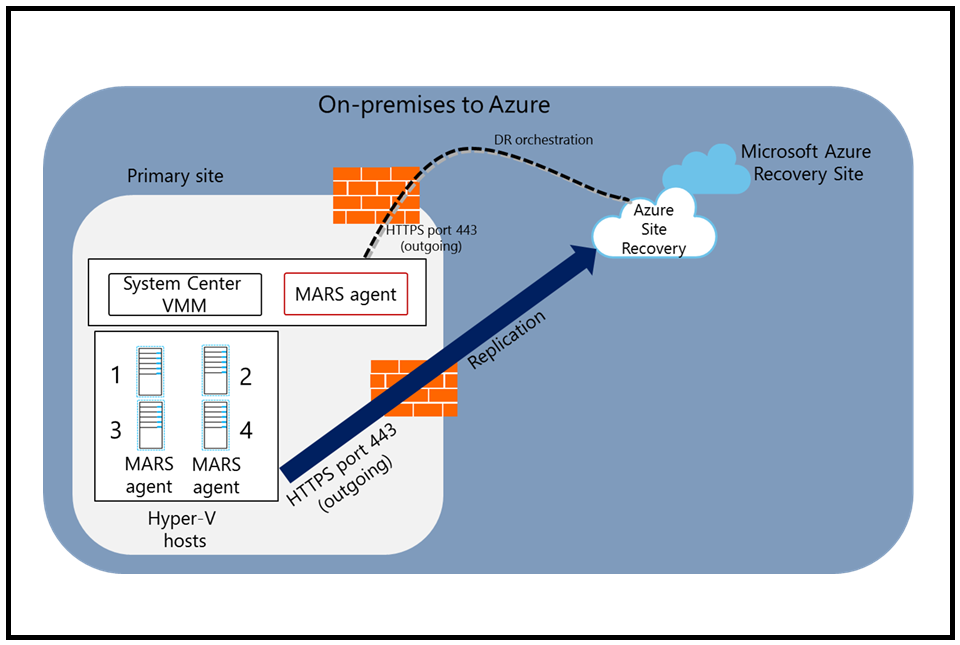 On-premises to Azure
DR orchestration
Microsoft Azure
Recovery Site
Primary site
Azure
Site
Recovery
HTTPS port 443
(outgoing)
System Center
VMM
MARS agent
Replication
1
2
3
4
MARS
agent
MARS
agent
HTTPS port 443
(outgoing)
Hyper-V
hosts